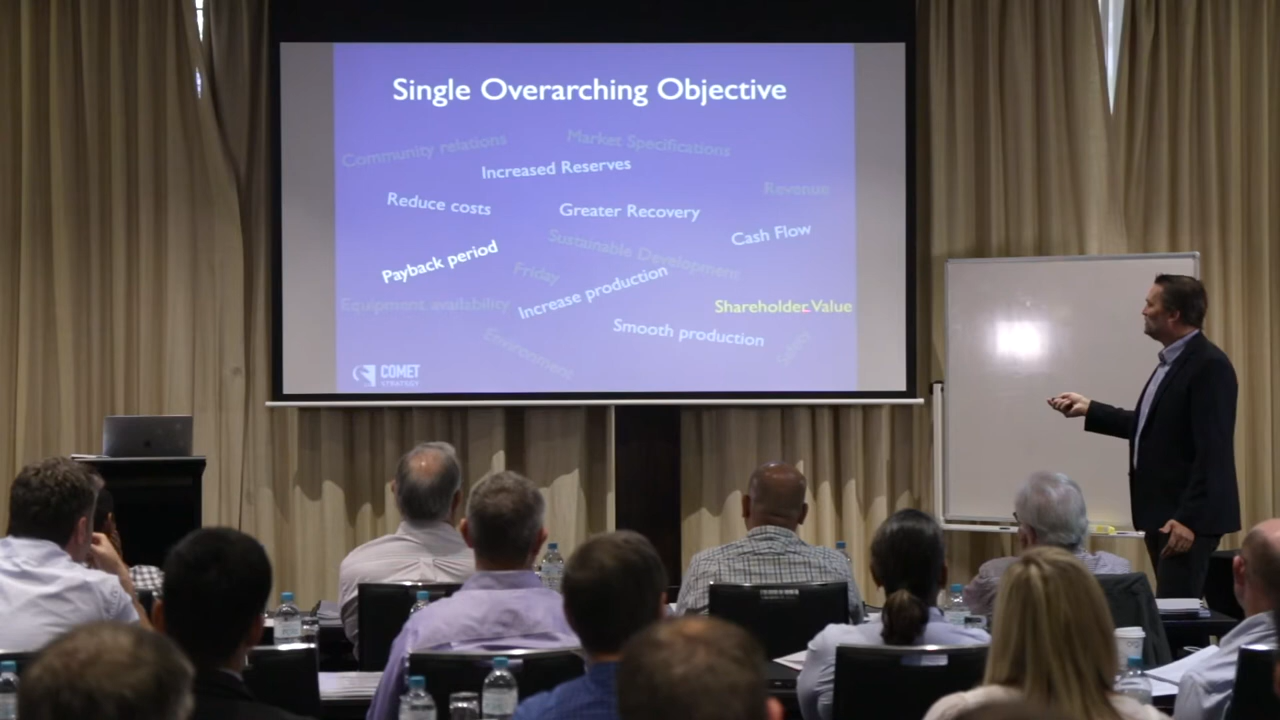 Single Overarching Objective
Community relations
Market Specifications
Increased Reserves
Revenue
Reduce costs
Greater Recovery
Cash Flow
Sustainable Development
Payback period
Friday
Increase production
Equipment availability
Shareholder Value
Smooth production
Environment
Safety
COMET
STRATEGY